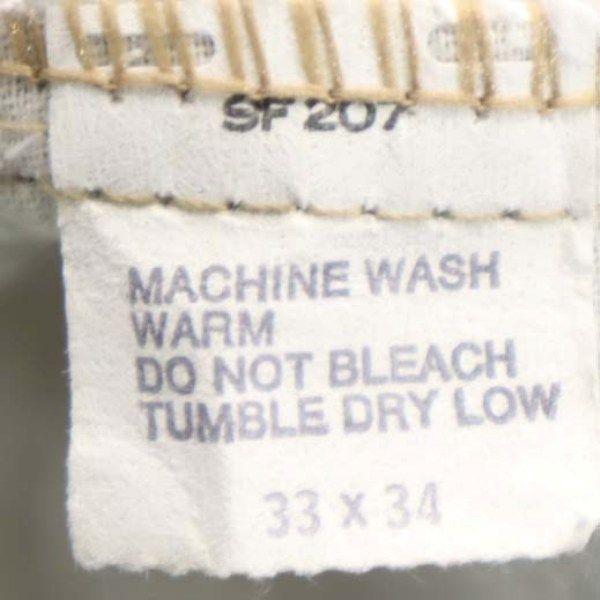 SF 207
MACHINE WASH
WARM
DO NOT BLEACH
TUMBLE DRY LOW
33 x 34